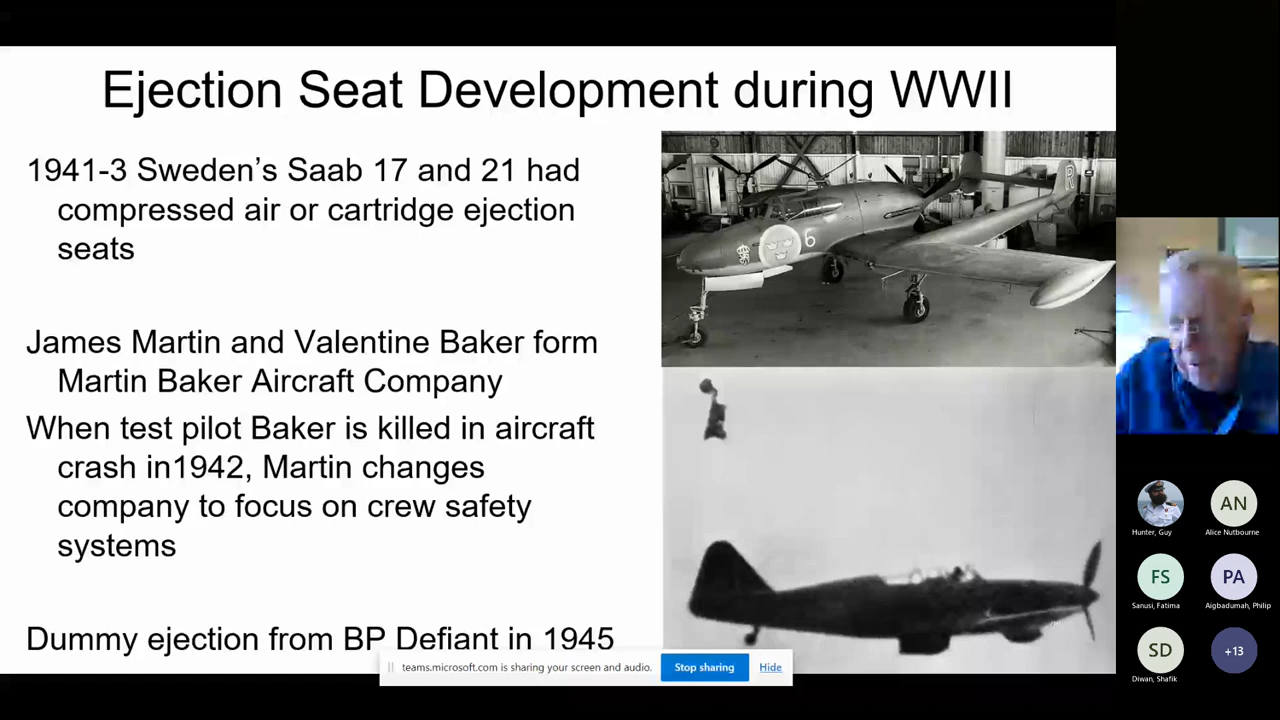 Ejection Seat Development during WWII
1941-3 Sweden’s Saab 17 and 21 had
compressed air or cartridge ejection
seats
James Martin and Valentine Baker form
Martin Baker Aircraft Company
When test pilot Baker is killed in aircraft
crash in1942, Martin changes
company to focus on crew safety
systems
Dummy ejection from BP Defiant in 1945
R
6
teams.microsoft.com is sharing your screen and audio.
Stop sharing
Hide
Hunter, Guy
AN
Alice Nutbourne
FS
Sanusi, Fatima
PA
Aigbadumah, Philip
SD
Diwan, Shafik
+13